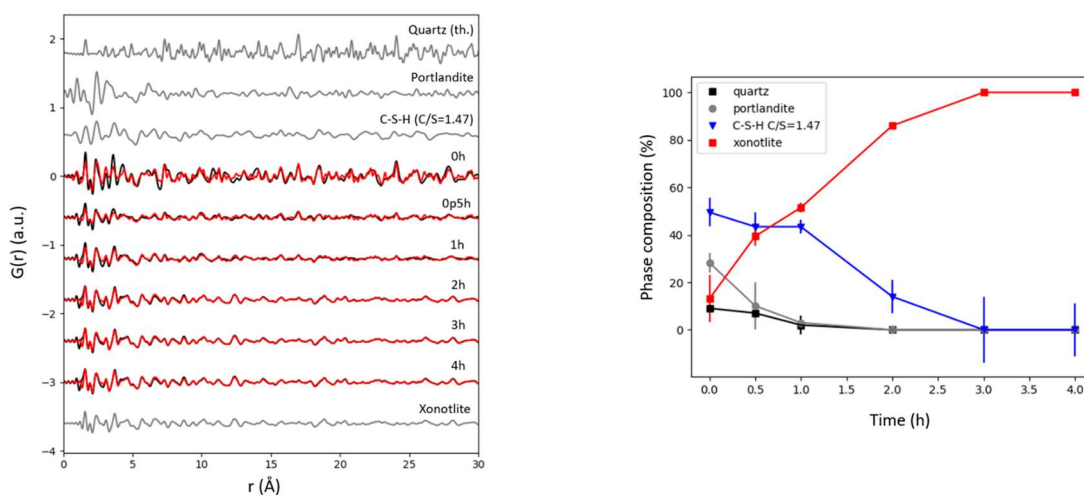 Quartz (th.)
Portlandite
C-S-H (C/S=1.47)
0h
0p5h
1h
2h
3h
4h
Xonotlite
2
1
0
−1
−2
−3
−4
G(r) (a.u.)
0 5 10 15 20 25 30
r (Å)
quartz
portlandite
C-S-H C/S=1.47
xonotlite
100
80
60
40
20
0
Phase composition (%)
0.0 0.5 1.0 1.5 2.0 2.5 3.0 3.5 4.0
Time (h)